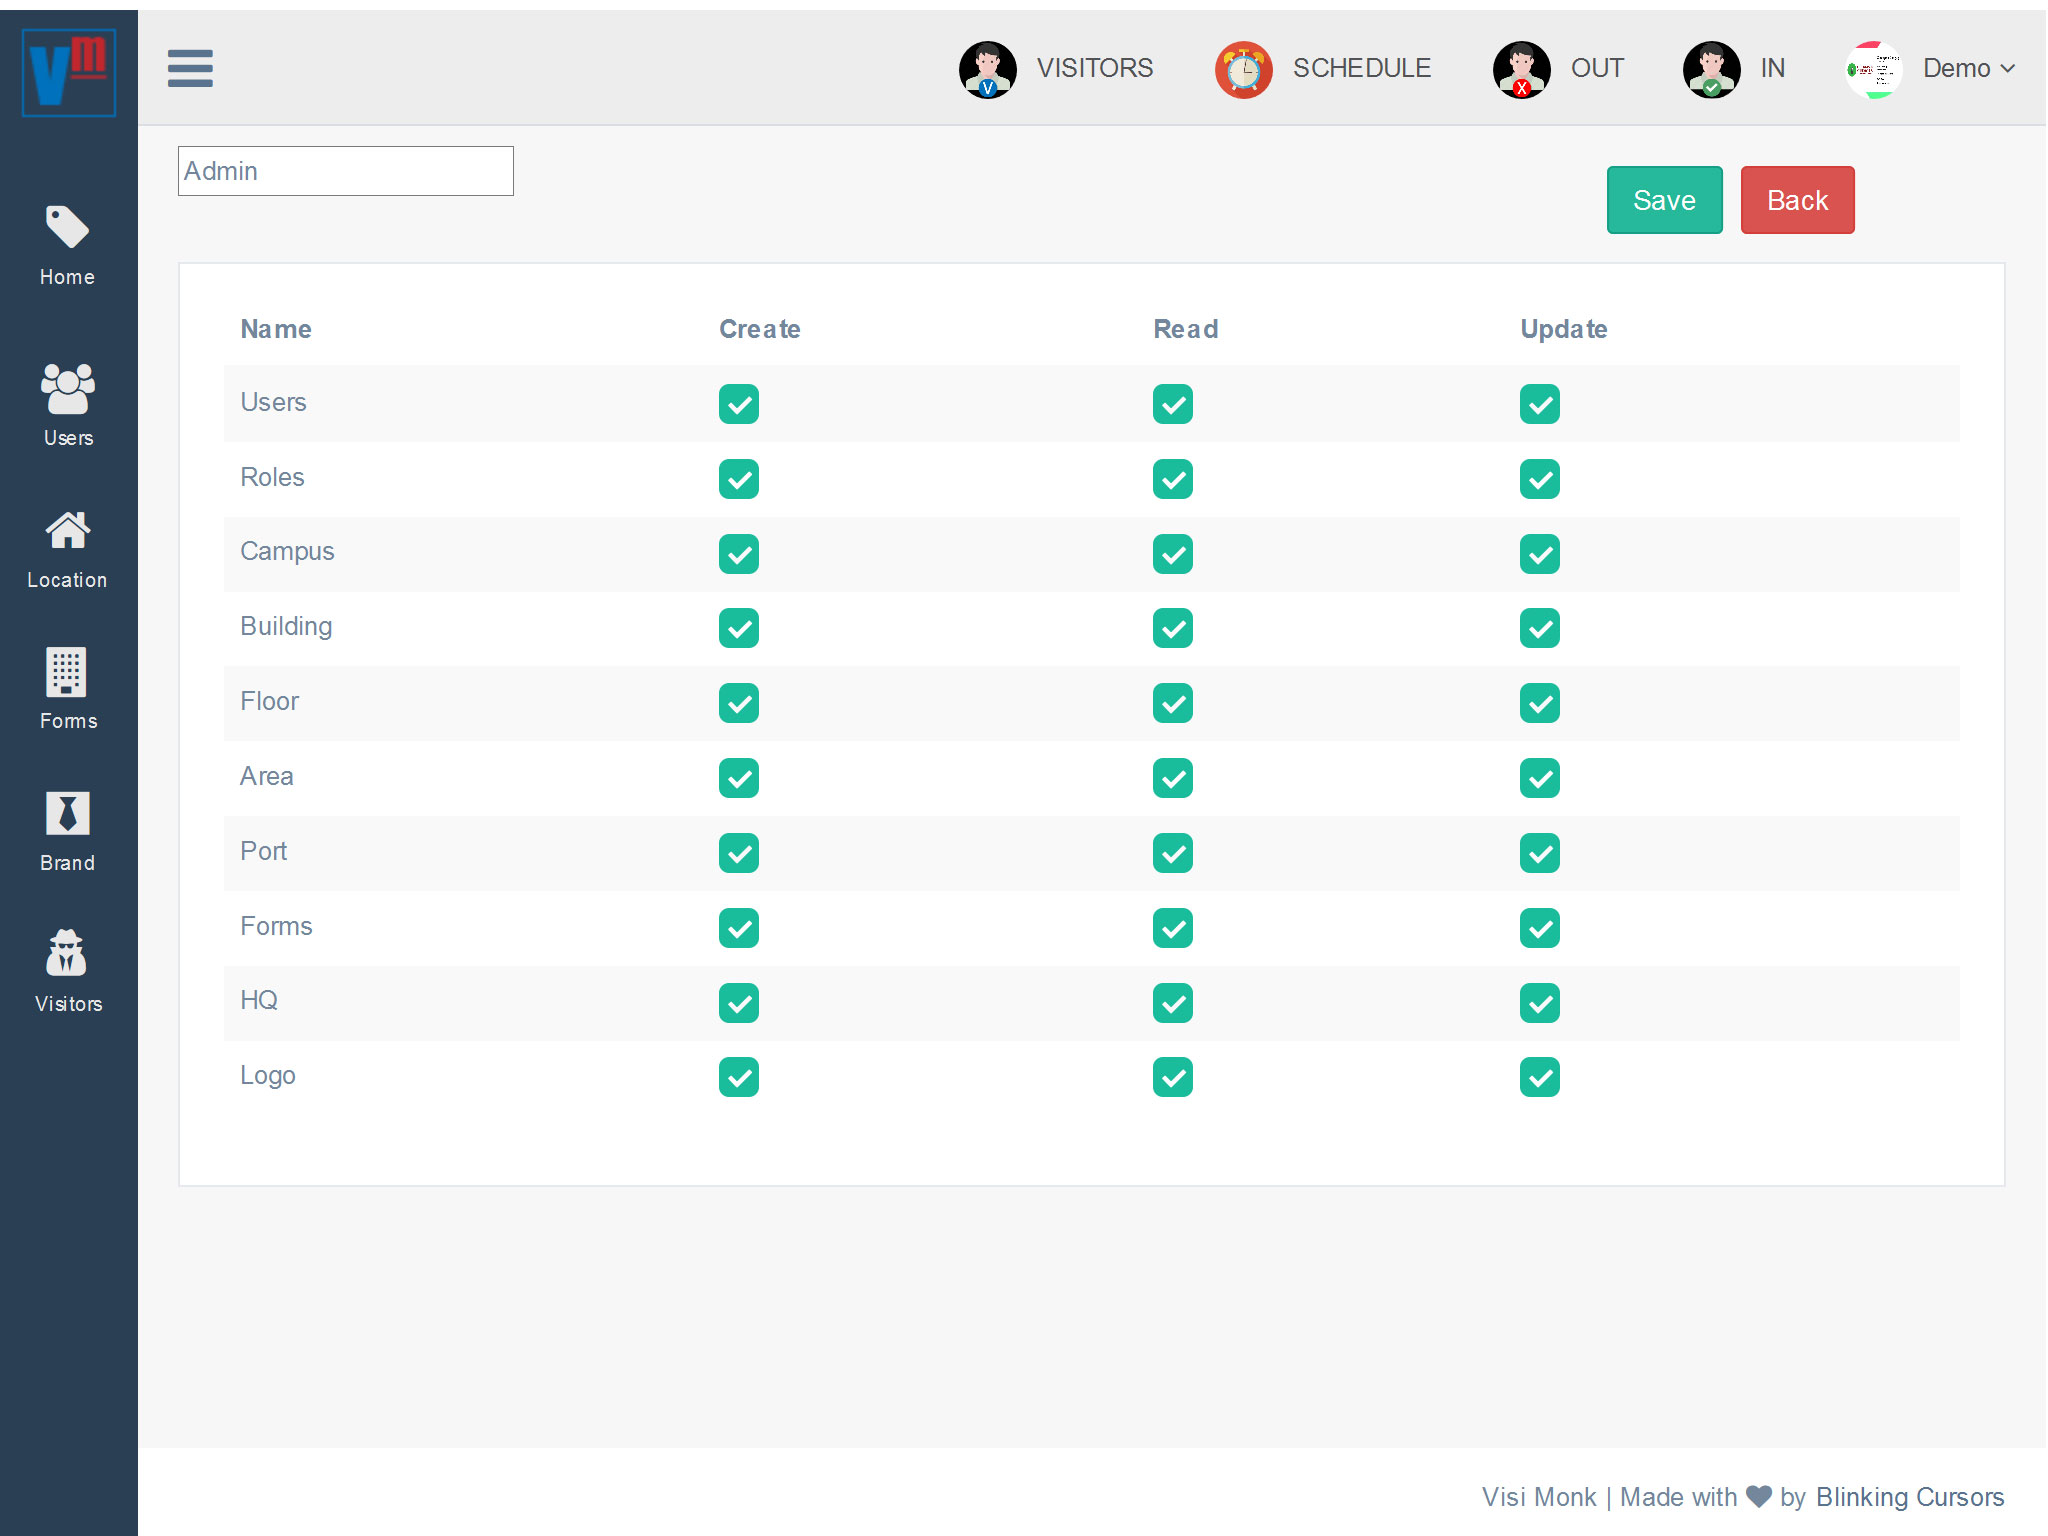 Vm
VISITORS SCHEDULE OUT IN Demo
Admin
Save Back
Home
Users
Location
Forms
Brand
Visitors
Name Create Read Update
Users
Roles
Campus
Building
Floor
Area
Port
Forms
HQ
Logo
Visi Monk | Made with by Blinking Cursors